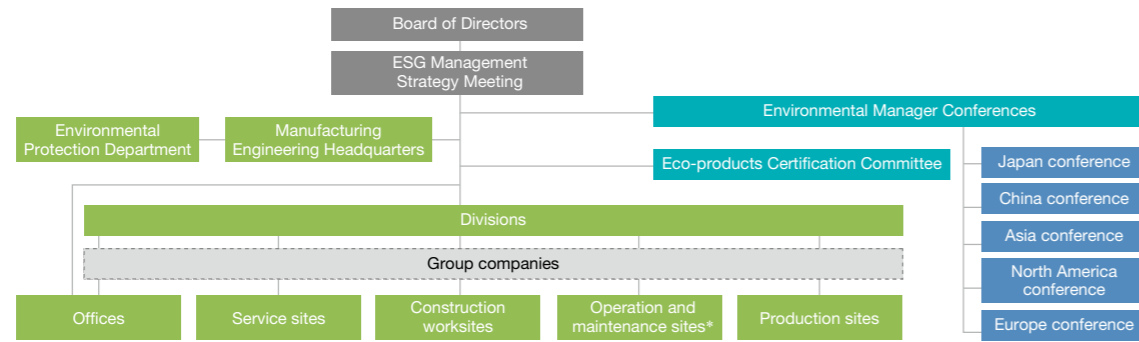 Board of Directors
ESG Management
Strategy Meeting
Environmental Manager Conferences
Environmental
Protection Department
Manufacturing
Engineering Headquarters
Eco-products Certification Committee
Japan conference
China conference
Asia conference
North America
conference
Europe conference
Divisions
Group companies
Offices
Service sites
Construction
worksites
Operation and
maintenance sites*
Production sites